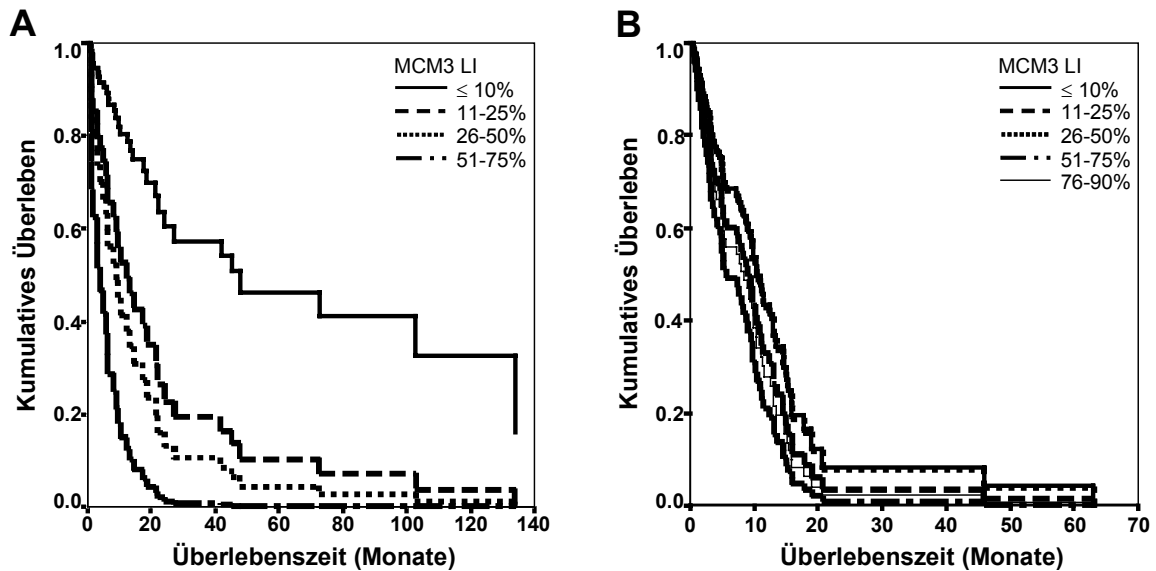 A
MCM3 LI
≤ 10%
11-25%
26-50%
51-75%
1.0
0.8
0.6
0.4
0.2
0.0
Kumulatives Überleben
0 20 40 60 80 100 120 140
Überlebenszeit (Monate)
B
MCM3 LI
≤ 10%
11-25%
26-50%
51-75%
76-90%
1.0
0.8
0.6
0.4
0.2
0.0
Kumulatives Überleben
0 10 20 30 40 50 60 70
Überlebenszeit (Monate)